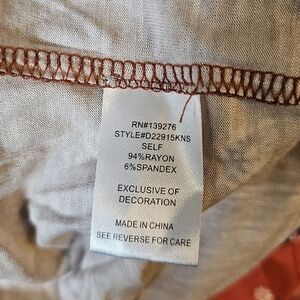 RN#139276
STYLE#D22915KNS
SELF
94%RAYON
6%SPANDEX
EXCLUSIVE OF
DECORATION
MADE IN CHINA
SEE REVERSE FOR CARE